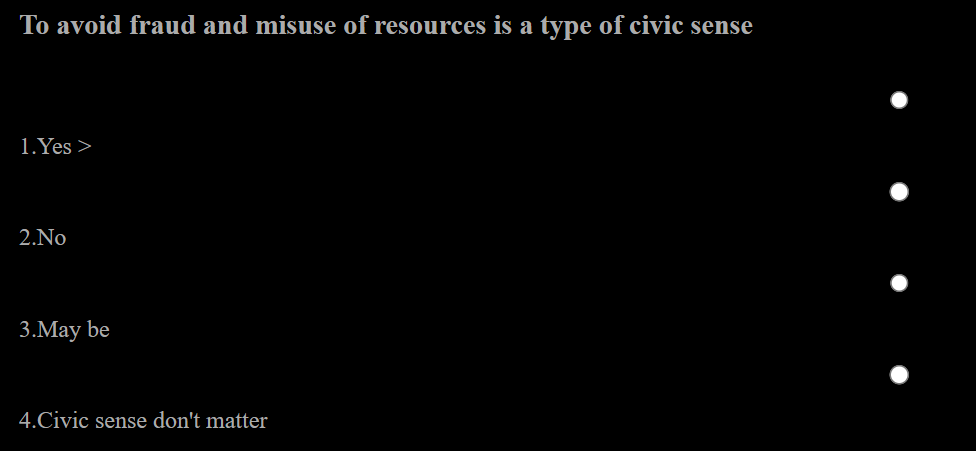 To avoid fraud and misuse of resources is a type of civic sense
1.Yes >
2.No
3.May be
4.Civic sense don't matter